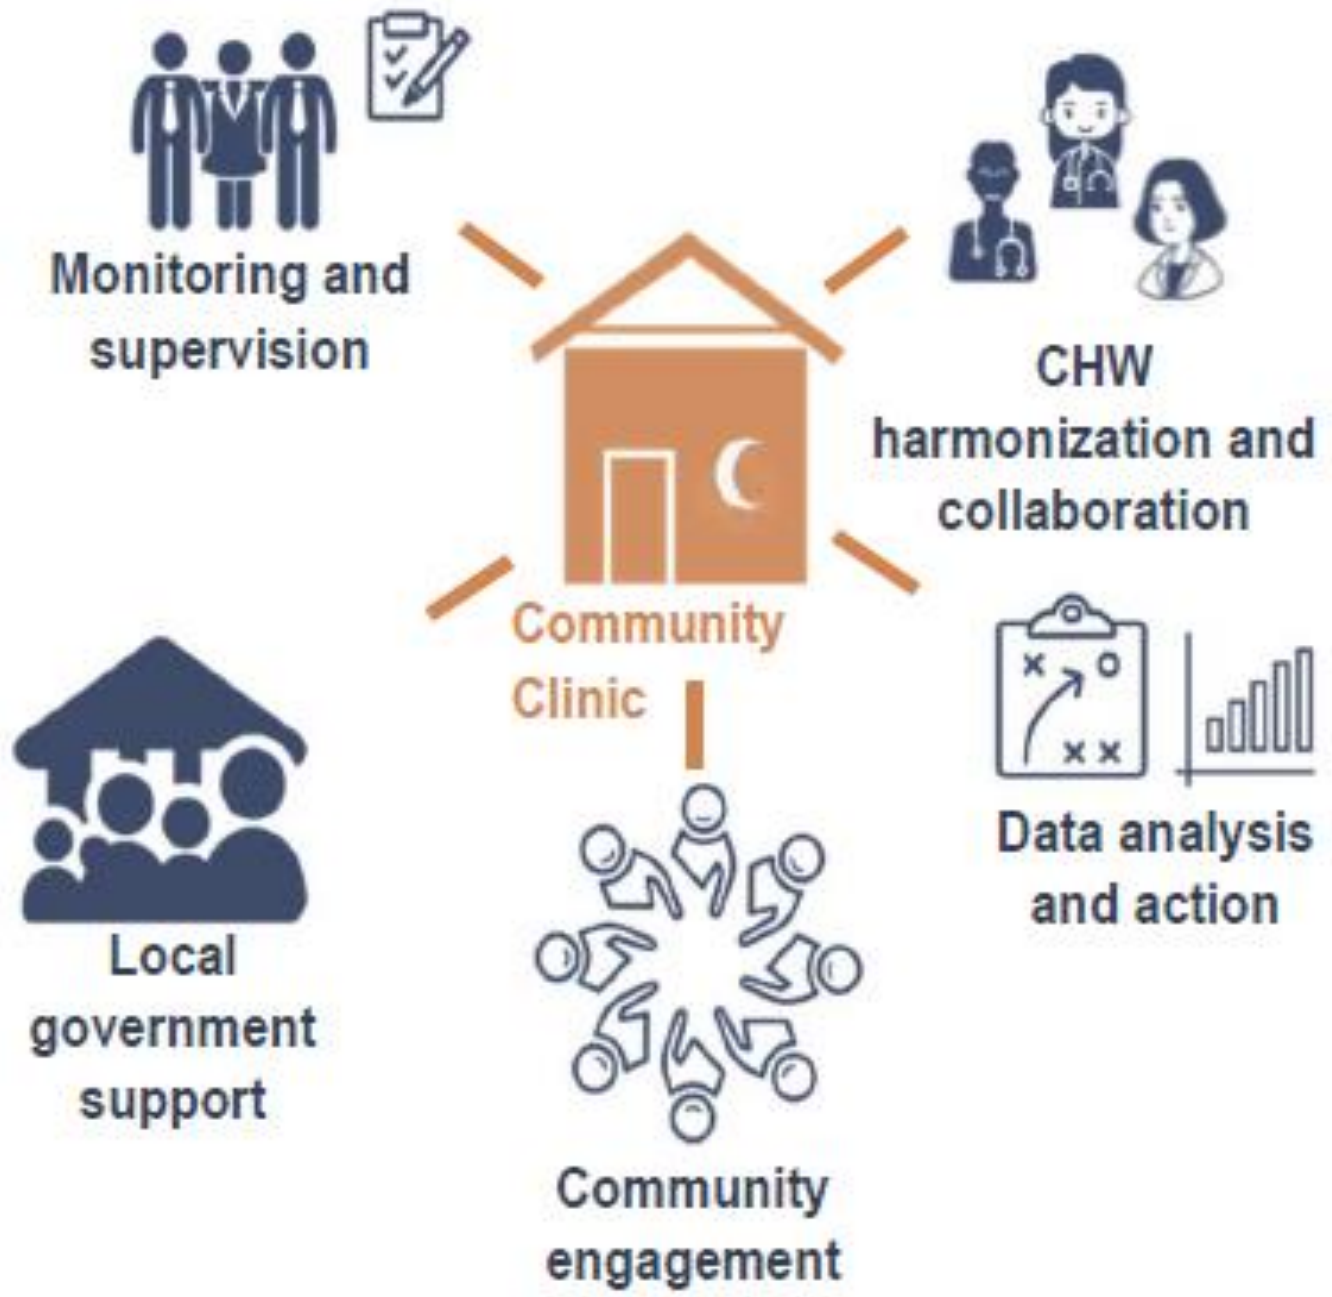 Monitoring and
supervision
CHW
harmonization and
collaboration
Community
Clinic
Data analysis
and action
Local
government
support
Community
engagement